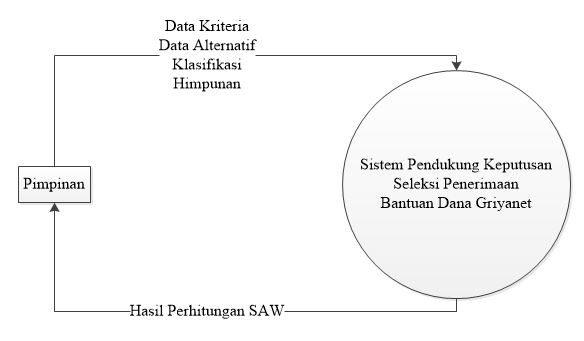 Data Kriteria
Data Alternatif
Klasifikasi
Himpunan
Pimpinan
Sistem Pendukung Keputusan
Seleksi Penerimaan
Bantuan Dana Griyanet
Hasil Perhitungan SAW